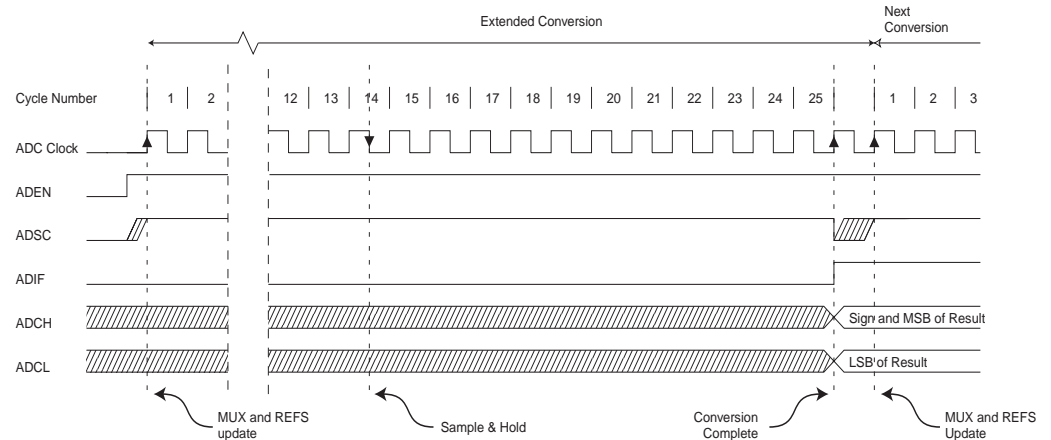 Extended Conversion
Next
Conversion
Cycle Number 1 2 12 13 14 15 16 17 18 19 20 21 22 23 24 25 1 2 3
ADC Clock
ADEN
ADSC
ADIF
ADCH Sign and MSB of Result
ADCL LSB of Result
MUX and REFS
update
Sample & Hold
Conversion
Complete
MUX and REFS
Update